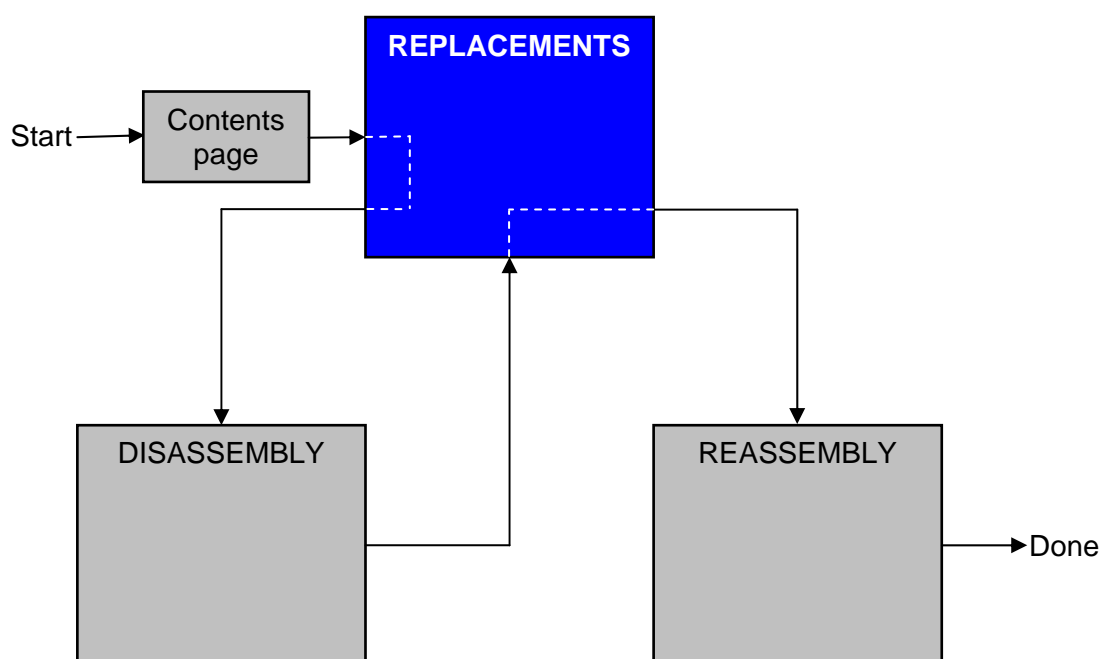 REPLACEMENTS
Start
Contents
page
DISASSEMBLY
REASSEMBLY
Done